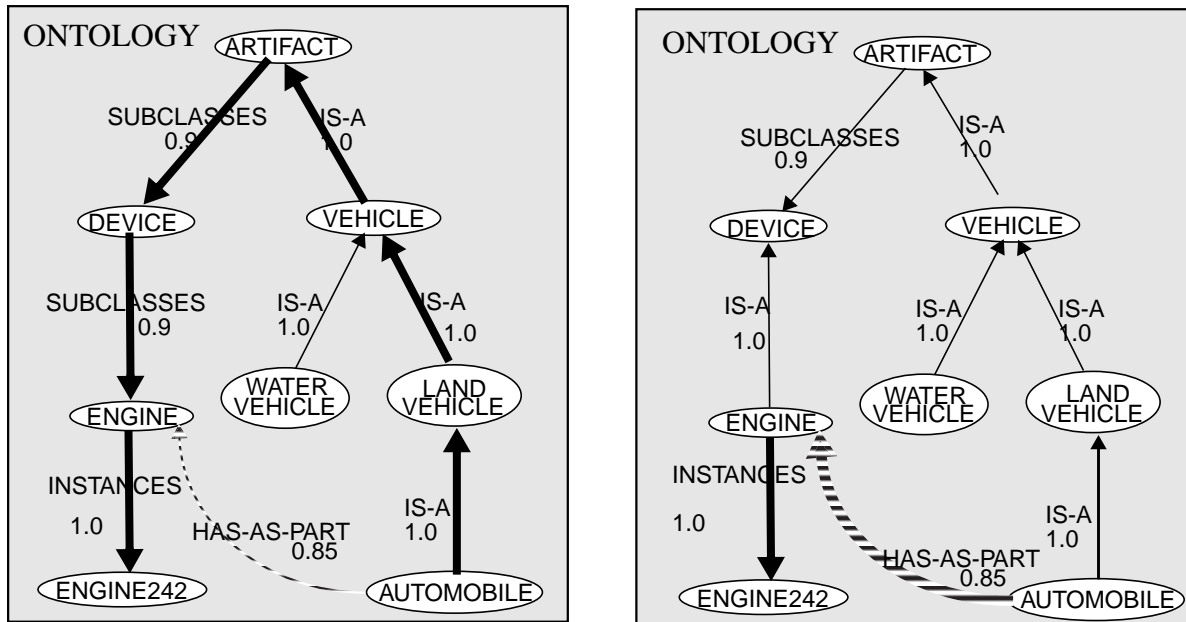 ONTOLOGY
ARTIFACT
SUBCLASSES
0.9
IS-A
1.0
DEVICE
VEHICLE
SUBCLASSES
0.9
IS-A
1.0
IS-A
1.0
WATER
VEHICLE
LAND
VEHICLE
ENGINE
INSTANCES
1.0
HAS-AS-PART
0.85
IS-A
1.0
ENGINE242
AUTOMOBILE
ONTOLOGY
ARTIFACT
SUBCLASSES
0.9
IS-A
1.0
DEVICE
VEHICLE
IS-A
1.0
IS-A
1.0
IS-A
1.0
WATER
VEHICLE
LAND
VEHICLE
ENGINE
INSTANCES
1.0
HAS-AS-PART
0.85
IS-A
1.0
ENGINE242
AUTOMOBILE